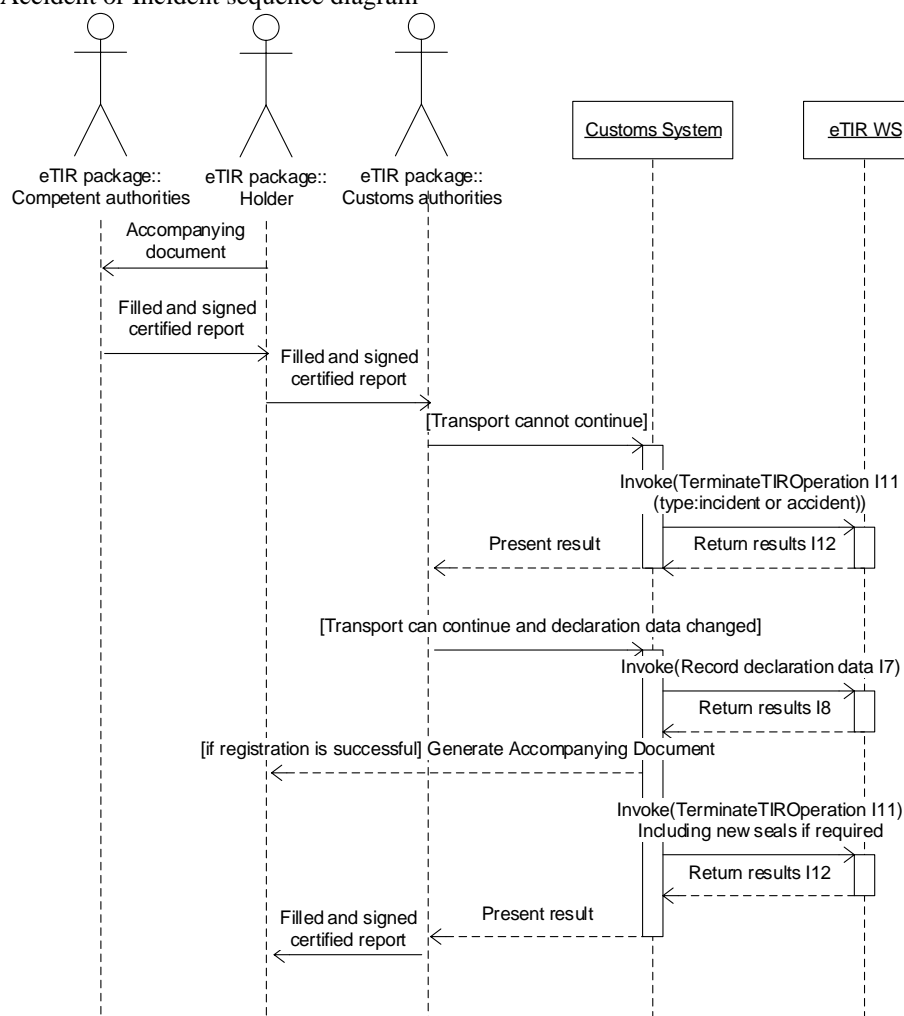 Accident or Incident sequence diagram
Customs System
eTIR WS
eTIR package::
Competent authorities
eTIR package::
Holder
eTIR package::
Customs authorities
Accompanying
document
Filled and signed
certified report
Filled and signed
certified report
[Transport cannot continue]
Invoke(TerminateTIROperation I11
(type:incident or accident))
Present result
Return results I12
[Transport can continue and declaration data changed]
Invoke(Record declaration data I7)
Return results I8
[if registration is successful] Generate Accompanying Document
Invoke(TerminateTIROperation I11)
Including new seals if required
Return results I12
Present result
Filled and signed
certified report